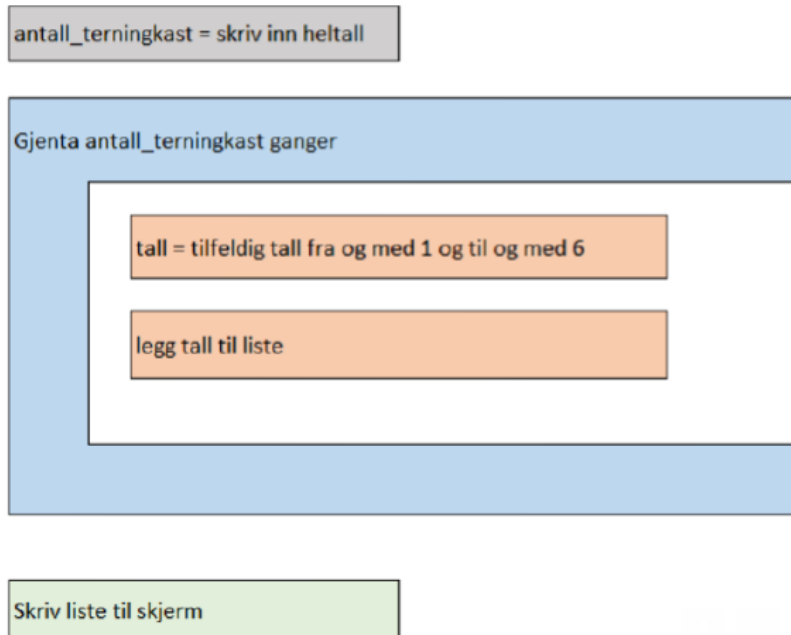 antall_terningkast = skriv inn heltall
Gjenta antall_terningkast ganger
tall = tilfeldig tall fra og med 1 og til og med 6
legg tall til liste
Skriv liste til skjerm